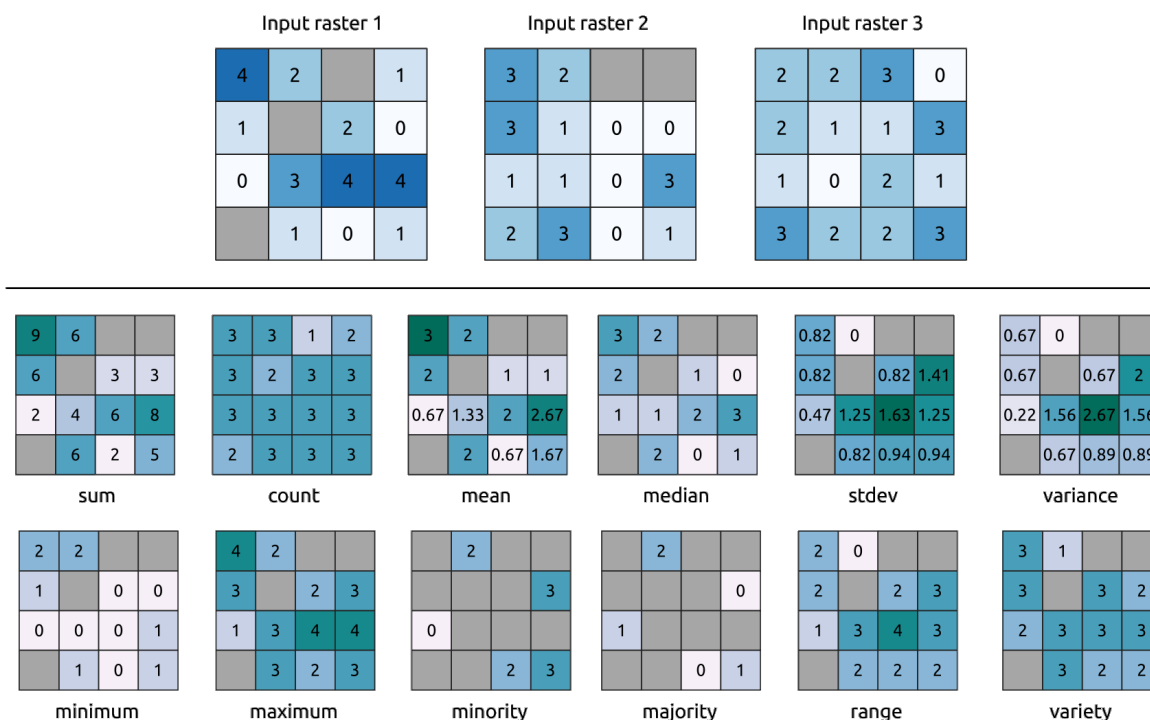 Input raster 1 Input raster 2 Input raster 3
4 2 1 3 2 2 2 3 0
1 2 0 3 1 0 0 2 1 1 3
0 3 4 4 1 1 0 3 1 0 2 1
1 0 1 2 3 0 1 3 2 2 3
9 6 3 3 1 2 3 2 3 2 0.82 0 0.67 0
6 3 3 3 2 3 3 2 1 1 2 1 0 0.82 0.82 1.41 0.67 0.67 2
2 4 6 8 3 3 3 3 0.67 1.33 2 2.67 1 1 2 3 0.47 1.25 1.63 1.25 0.22 1.56 2.67 1.56
6 2 5 2 3 3 3 2 0.67 1.67 2 0 1 0.82 0.94 0.94 0.67 0.89 0.89
sum count mean median stdev variance
2 2 4 2 2 2 2 0 3 1
1 0 0 3 2 3 3 0 2 2 3 3 3 2
0 0 0 1 1 3 4 4 0 1 1 3 4 3 2 3 3 3
1 0 1 3 2 3 2 3 0 1 2 2 2 3 2 2
minimum maximum minority majority range variety